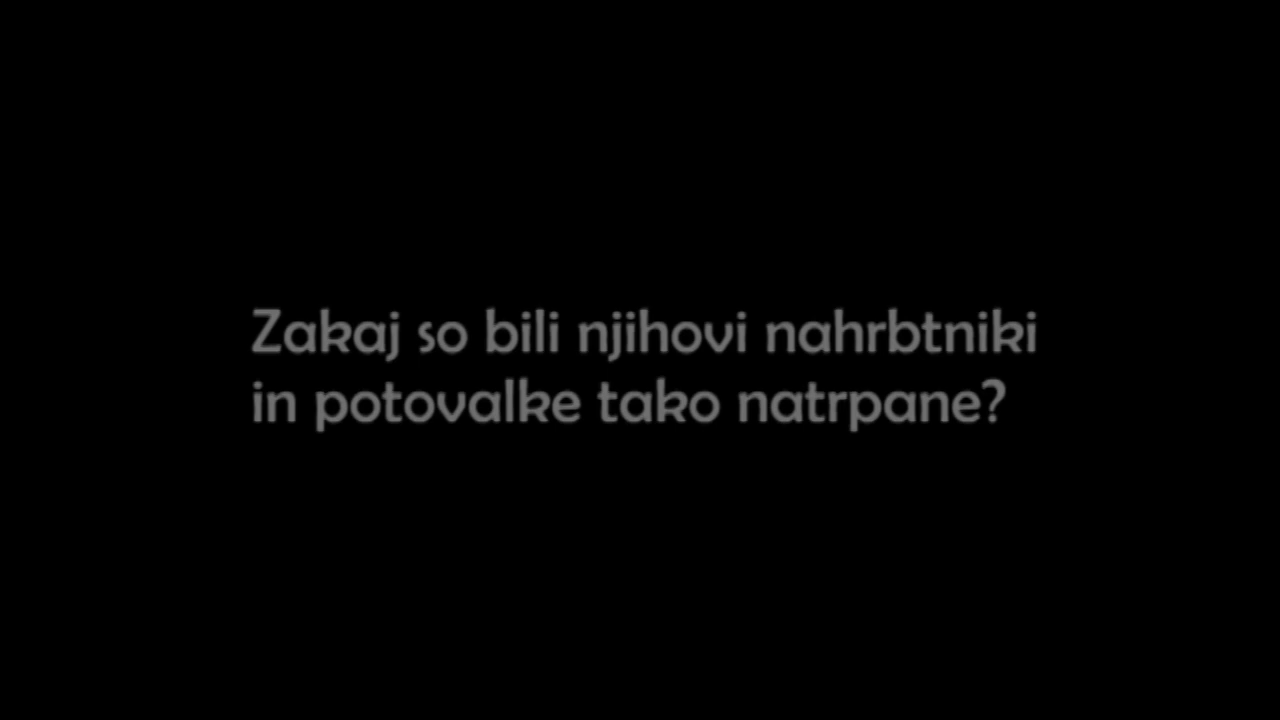 Zakaj so bili njihovi nahrbtniki
in potovalke tako natrpane?